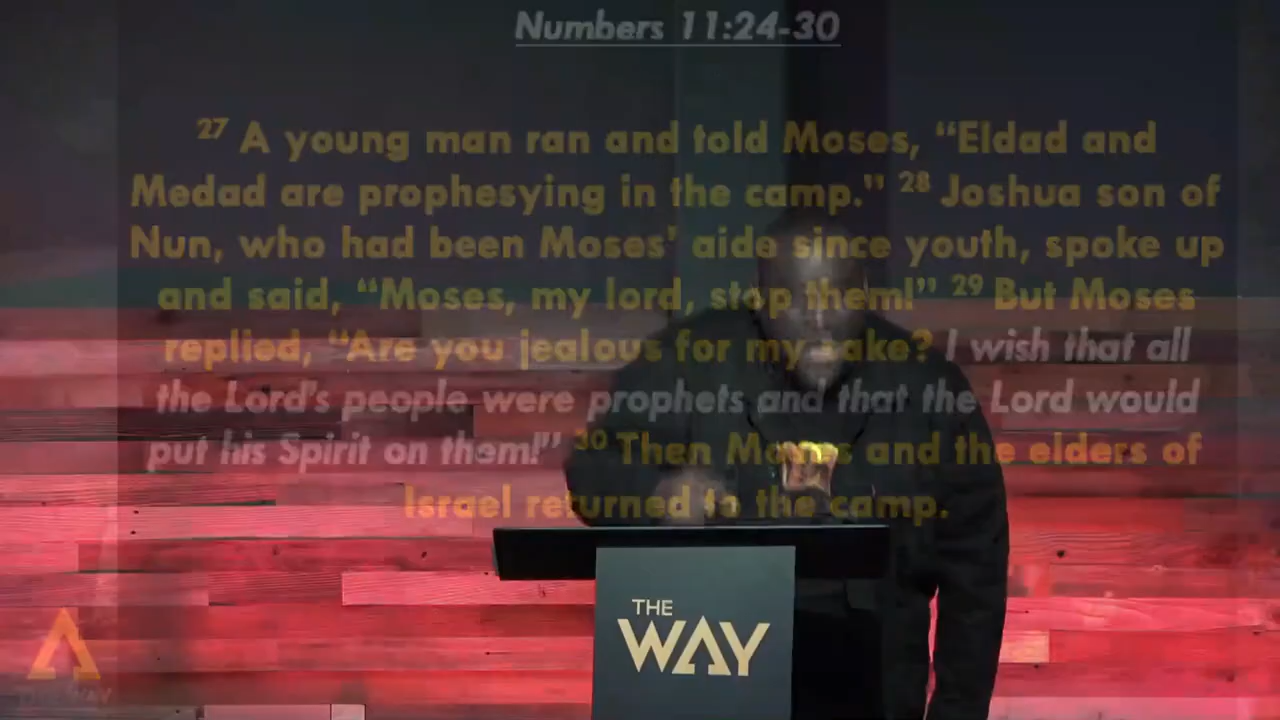 Numbers 11:24-30
27 A young man ran and told Moses, “Eldad and
Medad are prophesying in the camp.” 28 Joshua son of
Nun, who had been Moses’ aide since youth, spoke up
and said, “Moses, my lord, stop them!” 29 But Moses
replied, “Are you jealous for my sake? I wish that all
the Lord's people were prophets and that the Lord would
put his Spirit on them!” 30 Then Moses and the elders of
Israel returned to the camp.
THE
WAY
THE WAY